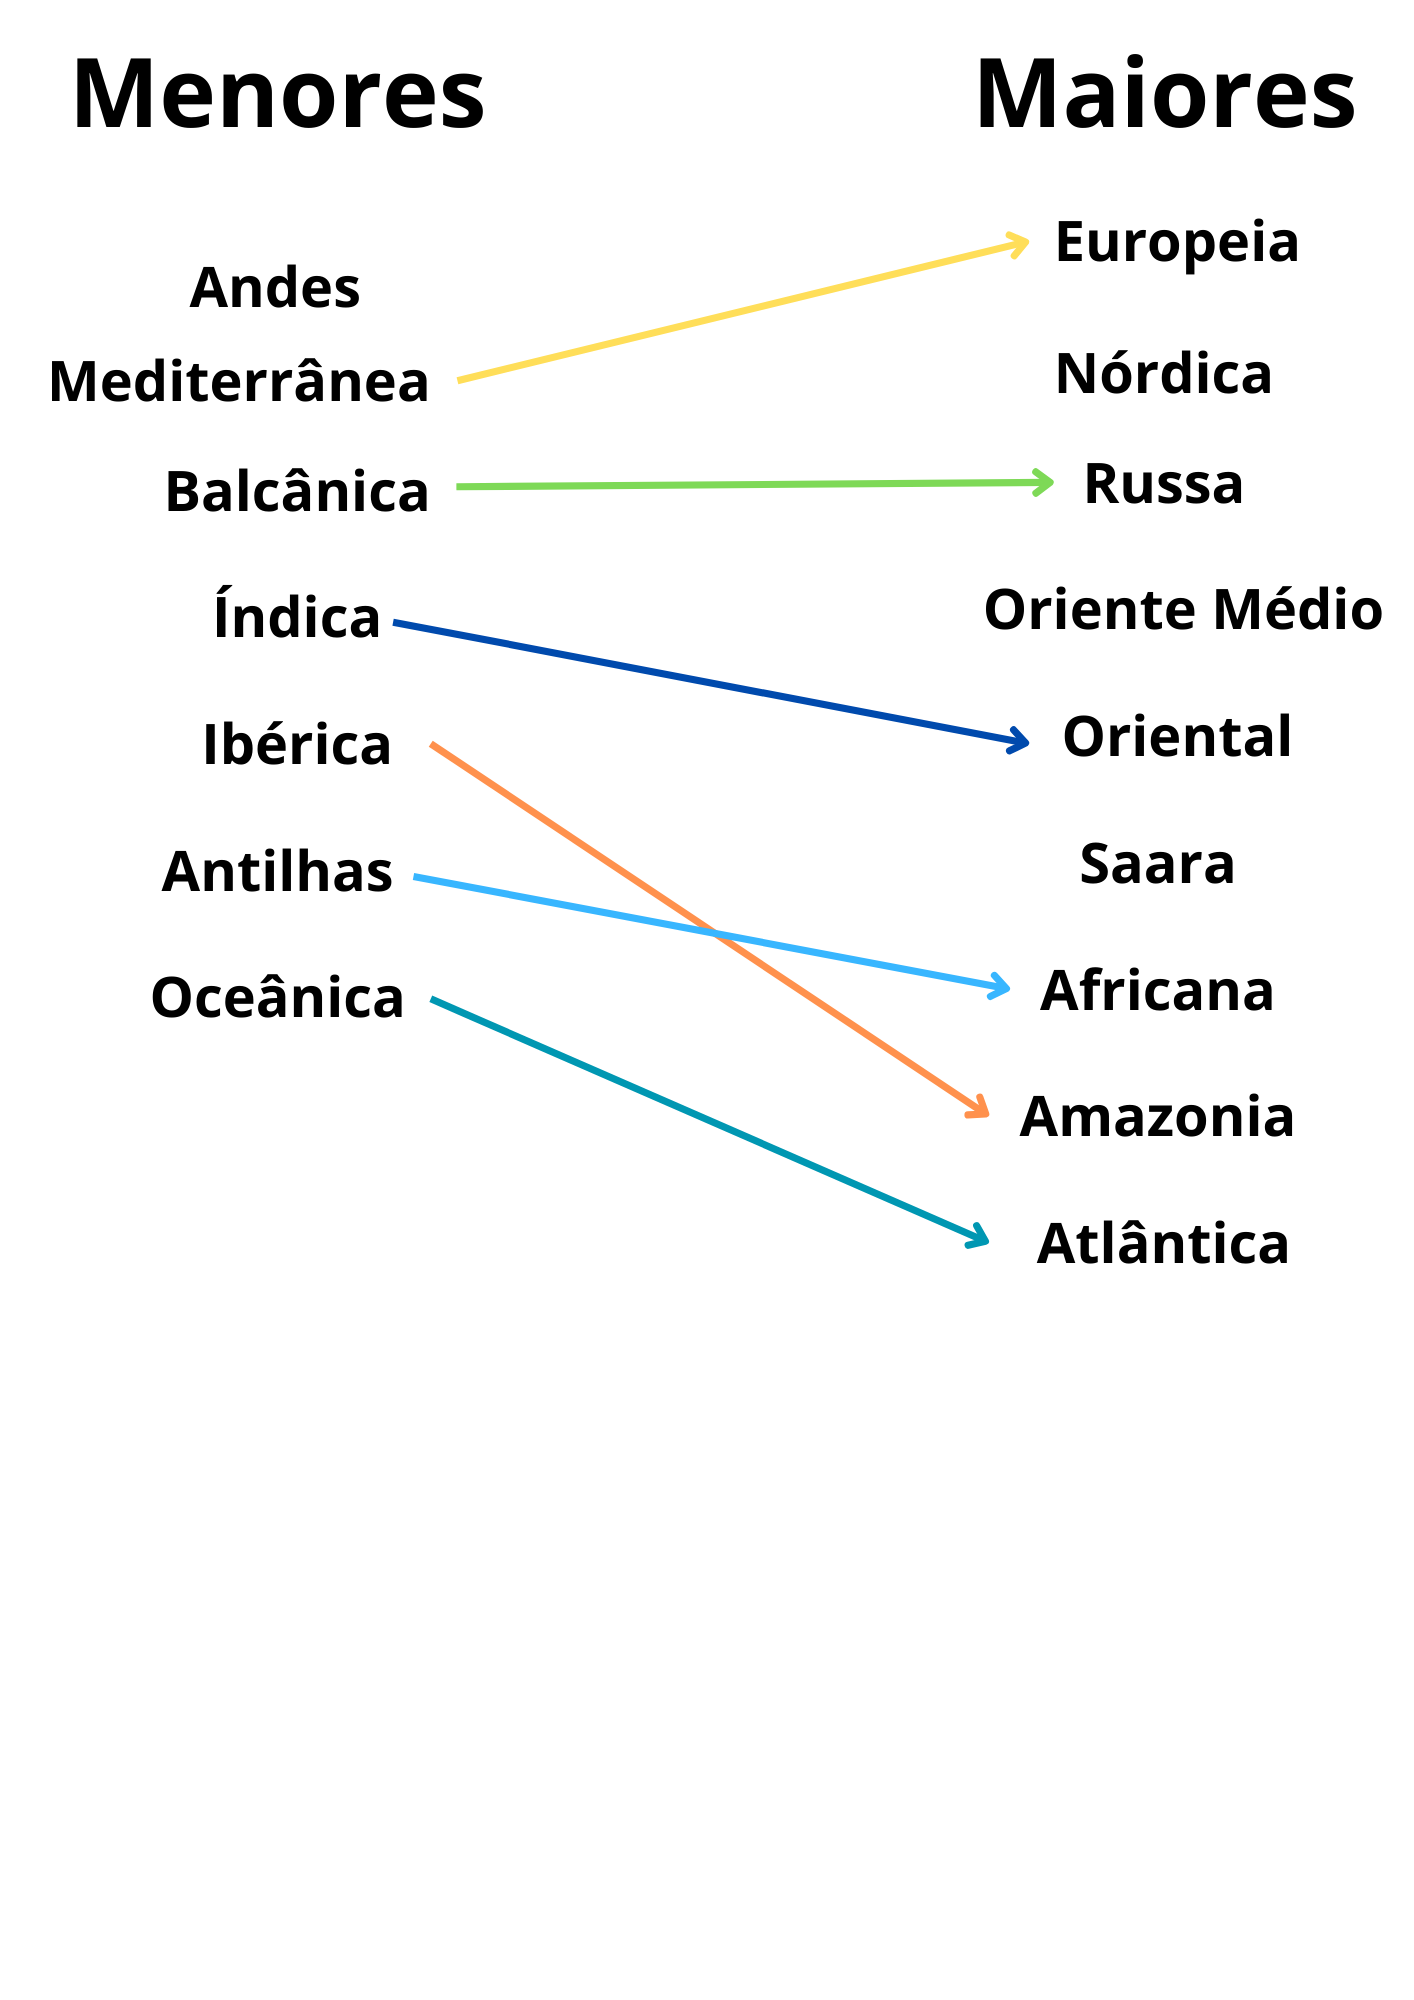 Menores
Andes
Mediterrânea
Balcânica
Índica
Ibérica
Antilhas
Oceânica
Maiores
Europeia
Nórdica
Russa
Oriente Médio
Oriental
Saara
Africana
Amazonia
Atlântica